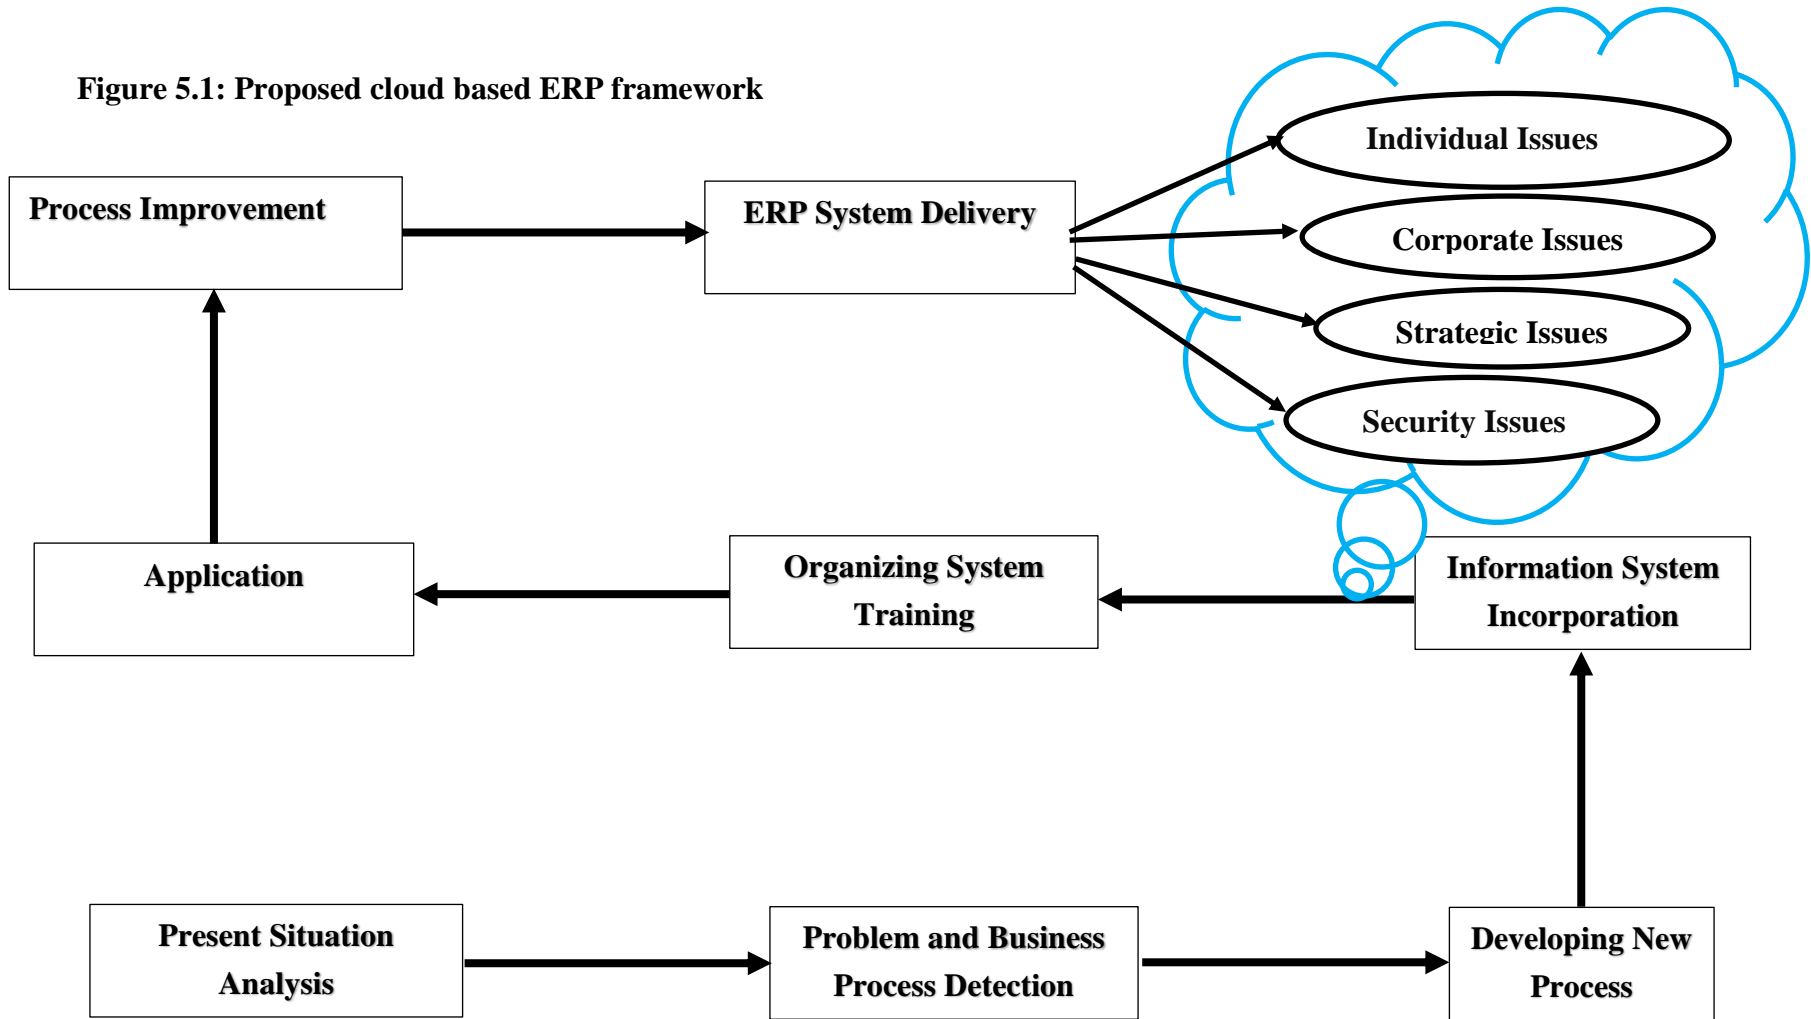 Figure 5.1: Proposed cloud based ERP framework
Individual Issues
Process Improvement
ERP System Delivery
Corporate Issues
Strategic Issues
Security Issues
Application
Organizing System
Training
Information System
Incorporation
Present Situation
Analysis
Problem and Business
Process Detection
Developing New
Process